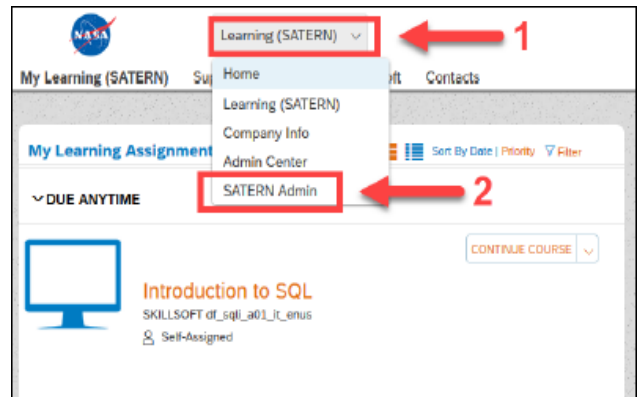 NASA
Learning (SATERN)
1
My Learning (SATERN)
Contacts
Home
Learning (SATERN)
Company Info
Admin Center
SATERN Admin
2
My Learning Assignment
Sort By Date | Priority Filter
DUE ANYTIME
CONTINUE COURSE
Introduction to SQL
SKILLSOFT df_sqli_a01_it_enus
Self-Assigned